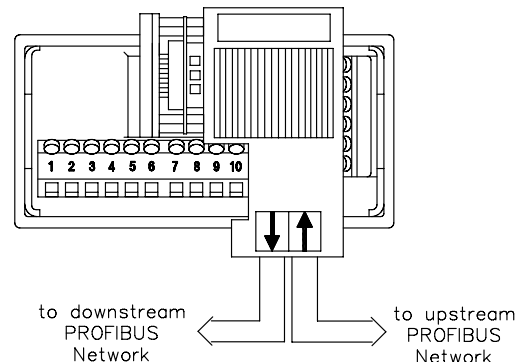 1 2 3 4 5 6 7 8 9 10
to downstream
PROFIBUS
Network
to upstream
PROFIBUS
Network